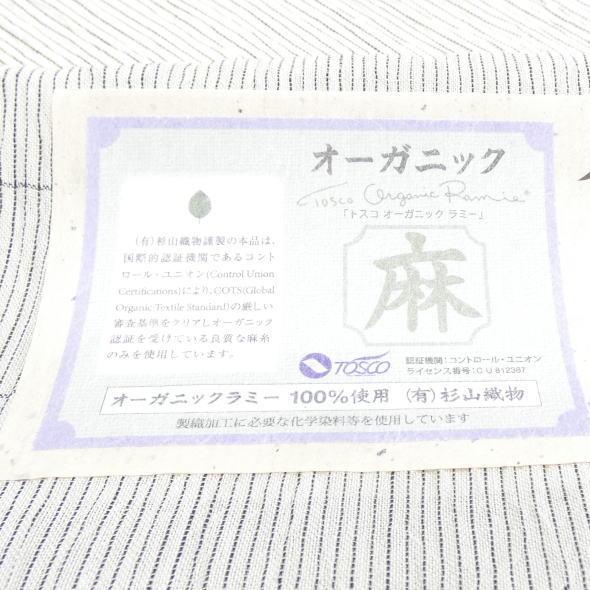 オーガニック
Tosco Organic Ramie®
「トスコ オーガニック ラミー」
麻
(有)杉山織物謹製の本品は、
国際的認証機関であるコント
ロール・ユニオン(Control Union
Certifications)により、GOTS(Global
Organic Textile Standard)の厳しい
審査基準をクリアしオーガニック
認証を受けている良質な麻糸
のみを使用しています。
TOSCO
認証機関:コントロール・ユニオン
ライセンス番号:CU 812367
オーガニックラミー 100%使用 (有)杉山織物
製織加工に必要な化学染料等を使用しています